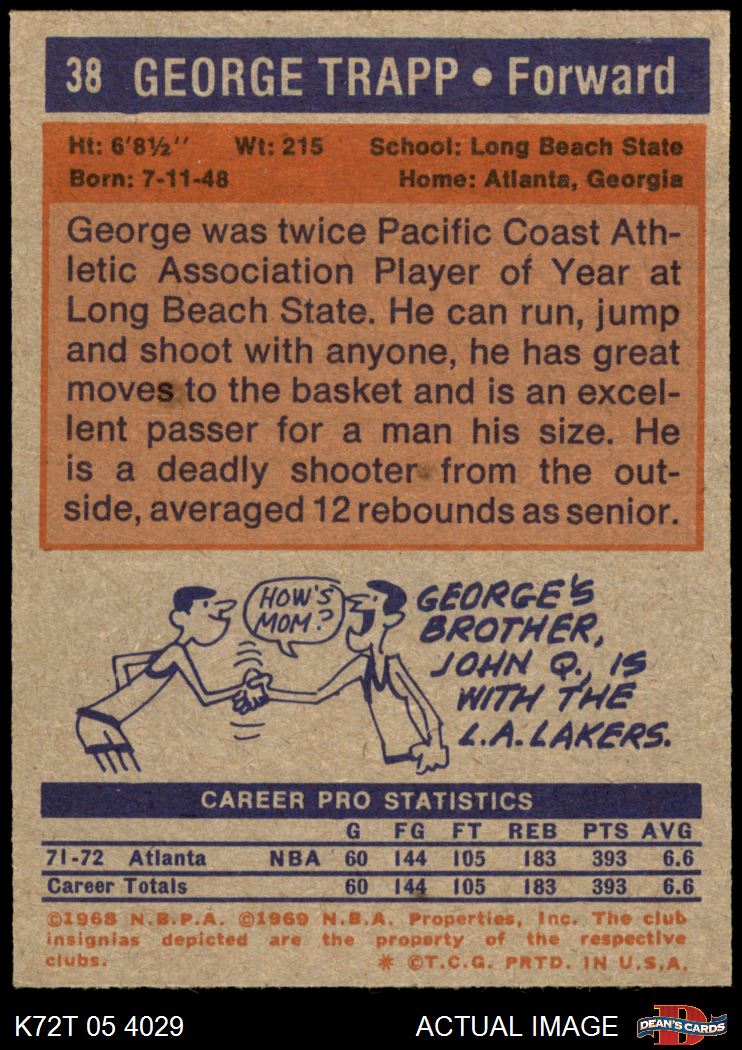 38 GEORGE TRAPP • Forward
Ht: 6'8½'' Wt: 215 School: Long Beach State
Born: 7-11-48 Home: Atlanta, Georgia
George was twice Pacific Coast Ath-
letic Association Player of Year at
Long Beach State. He can run, jump
and shoot with anyone, he has great
moves to the basket and is an excel-
lent passer for a man his size. He
is a deadly shooter from the out-
side, averaged 12 rebounds as senior.
HOW'S
MOM?
GEORGE'S
BROTHER,
JOHN Q., IS
WITH THE
L.A. LAKERS.
CAREER PRO STATISTICS
G FG FT REB PTS AVG
71-72 Atlanta NBA 60 144 105 183 393 6.6
Career Totals 60 144 105 183 393 6.6
©1968 N.B.P.A. ©1969 N.B.A. Properties, Inc. The club
insignias depicted are the property of the respective
clubs. * ©T.C.G. PRTD. IN U.S.A.
K72T 05 4029 ACTUAL IMAGE D DEAN'S CARDS